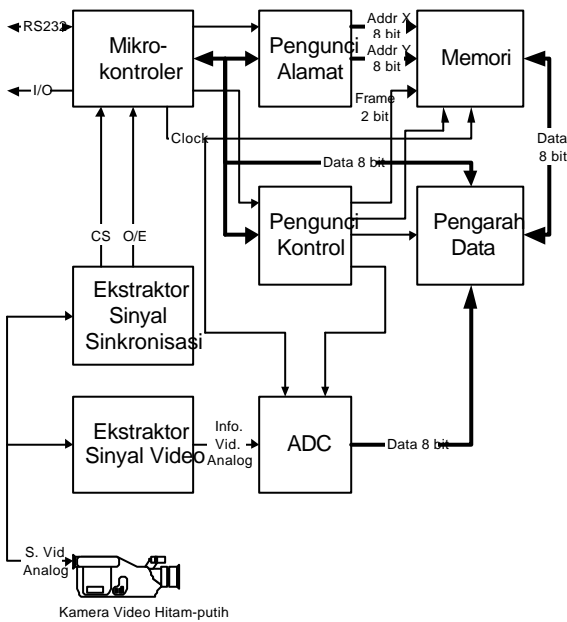 RS232
I/O
Mikro-
kontroler
Pengunci
Alamat
Addr X
8 bit
Addr Y
8 bit
Memori
Frame
2 bit
Clock
Data 8 bit
Data
8 bit
CS
O/E
Pengunci
Kontrol
Pengarah
Data
Ekstraktor
Sinyal
Sinkronisasi
Ekstraktor
Sinyal Video
Info.
Vid.
Analog
ADC
Data 8 bit
S. Vid
Analog
Kamera Video Hitam-putih